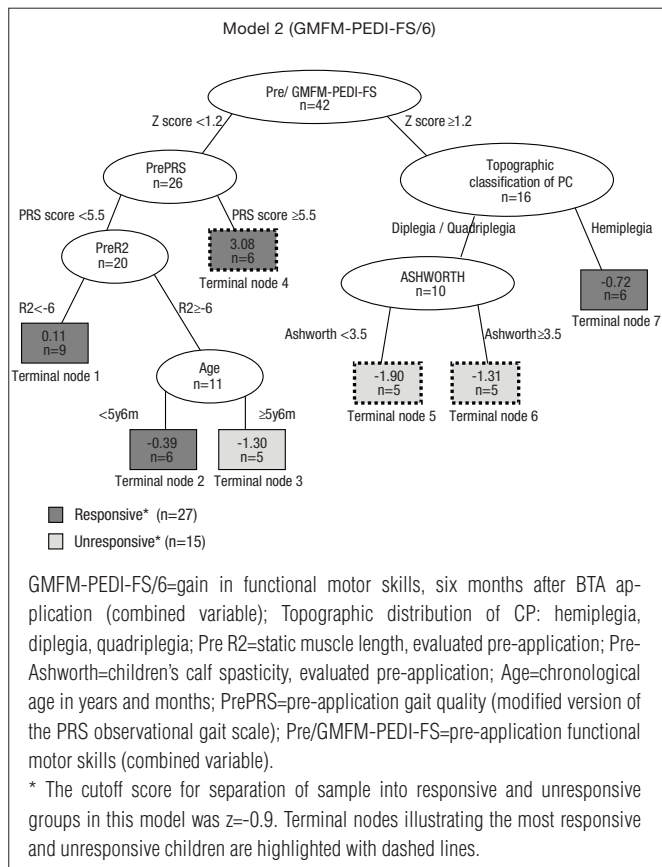 Model 2 (GMFM-PEDI-FS/6)
Pre/ GMFM-PEDI-FS
n=42
Z score <1.2
Z score ≥1.2
PrePRS
n=26
Topographic
classification of PC
n=16
PRS score <5.5
PRS score ≥5.5
Diplegia / Quadriplegia
Hemiplegia
PreR2
n=20
3.08
n=6
Terminal node 4
ASHWORTH
n=10
-0.72
n=6
Terminal node 7
R2<-6
R2≥-6
Ashworth <3.5
Ashworth≥3.5
0.11
n=9
Terminal node 1
Age
n=11
-1.90
n=5
Terminal node 5
-1.31
n=5
Terminal node 6
<5y6m
≥5y6m
-0.39
n=6
Terminal node 2
-1.30
n=5
Terminal node 3
Responsive* (n=27)
Unresponsive* (n=15)
GMFM-PEDI-FS/6=gain in functional motor skills, six months after BTA ap-
plication (combined variable); Topographic distribution of CP: hemiplegia,
diplegia, quadriplegia; Pre R2=static muscle length, evaluated pre-application; Pre-
Ashworth=children's calf spasticity, evaluated pre-application; Age=chronological
age in years and months; PrePRS=pre-application gait quality (modified version of
the PRS observational gait scale); Pre/GMFM-PEDI-FS=pre-application functional
motor skills (combined variable).
* The cutoff score for separation of sample into responsive and unresponsive
groups in this model was z=-0.9. Terminal nodes illustrating the most responsive
and unresponsive children are highlighted with dashed lines.